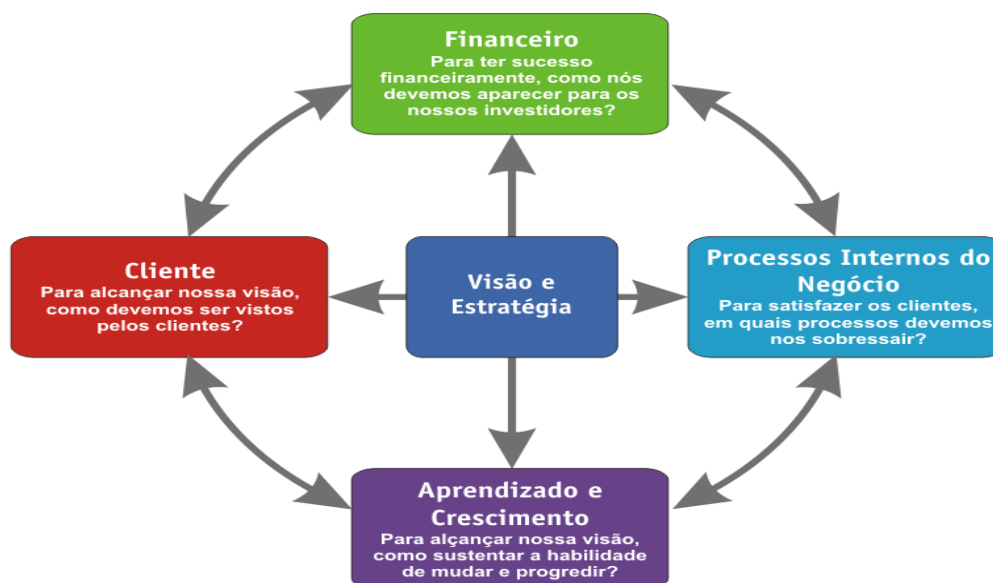 Financeiro
Para ter sucesso
financeiramente, como nós
devemos aparecer para os
nossos investidores?
Cliente
Para alcançar nossa visão,
como devemos ser vistos
pelos clientes?
Visão e
Estratégia
Processos Internos do
Negócio
Para satisfazer os clientes,
em quais processos devemos
nos sobressair?
Aprendizado e
Crescimento
Para alçançar nossa visão,
como sustentar a habilidade
de mudar e progredir?